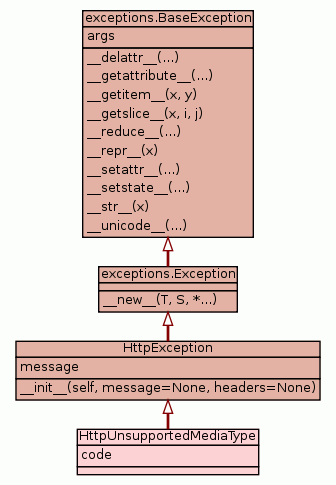 exceptions.BaseException
args
__delattr__(...)
__getattribute__(...)
__getitem__(x, y)
__getslice__(x, i, j)
__reduce__(...)
__repr__(x)
__setattr__(...)
__setstate__(...)
__str__(x)
__unicode__(...)
exceptions.Exception
__new__(T, S, *...)
HttpException
message
__init__(self, message=None, headers=None)
HttpUnsupportedMediaType
code